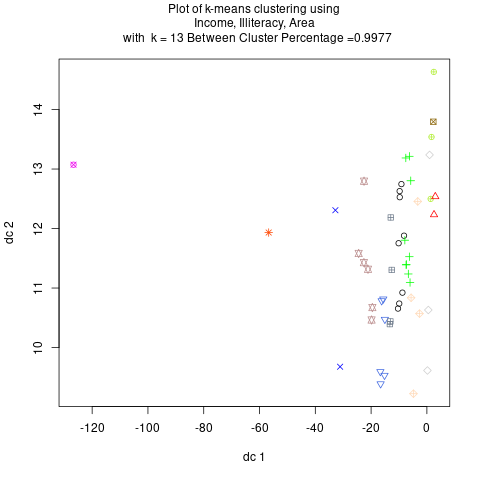 Plot of k-means clustering using
Income, Illiteracy, Area
with  k = 13 Between Cluster Percentage =0.9977
dc 2
14
13
12
11
10
-120
-100
-80
-60
-40
-20
0
dc 1